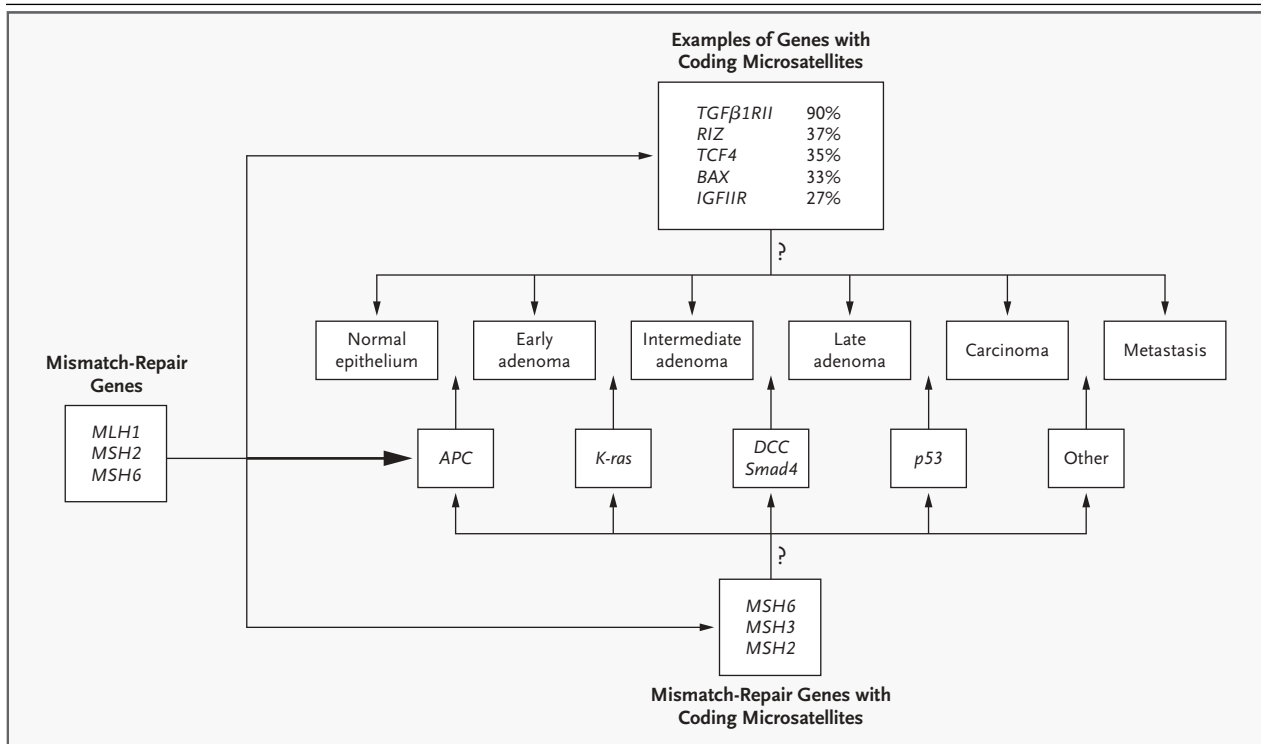 Examples of Genes with
Coding Microsatellites
TGFβ1RII 90%
RIZ 37%
TCF4 35%
BAX 33%
IGFIIR 27%
?
Normal
epithelium
Early
adenoma
Intermediate
adenoma
Late
adenoma
Carcinoma
Metastasis
Mismatch-Repair
Genes
MLH1
MSH2
MSH6
APC
K-ras
DCC
Smad4
p53
Other
?
MSH6
MSH3
MSH2
Mismatch-Repair Genes with
Coding Microsatellites